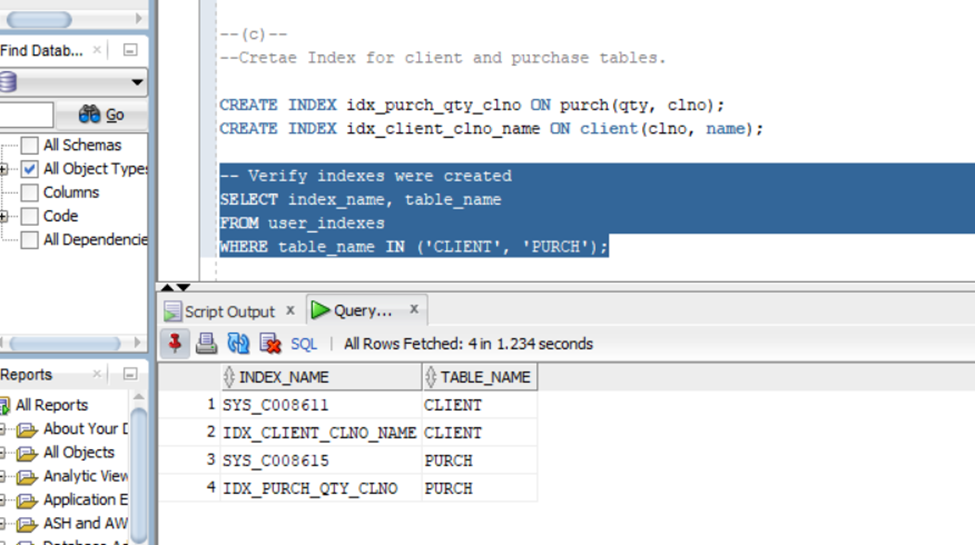 --(c)--
--Cretae Index for client and purchase tables.
CREATE INDEX idx_purch_qty_clno ON purch(qty, clno);
CREATE INDEX idx_client_clno_name ON client(clno, name);
-- Verify indexes were created
SELECT index_name, table_name
FROM user_indexes
WHERE table_name IN ('CLIENT', 'PURCH');
Find Datab...
Go
All Schemas
All Object Types
Columns
Code
All Dependencie
Reports
All Reports
About Your D
All Objects
Analytic View
Application E
ASH and AW
Script Output x
Query... x
SQL | All Rows Fetched: 4 in 1.234 seconds
INDEX_NAME TABLE_NAME
1 SYS_C008611 CLIENT
2 IDX_CLIENT_CLNO_NAME CLIENT
3 SYS_C008615 PURCH
4 IDX_PURCH_QTY_CLNO PURCH